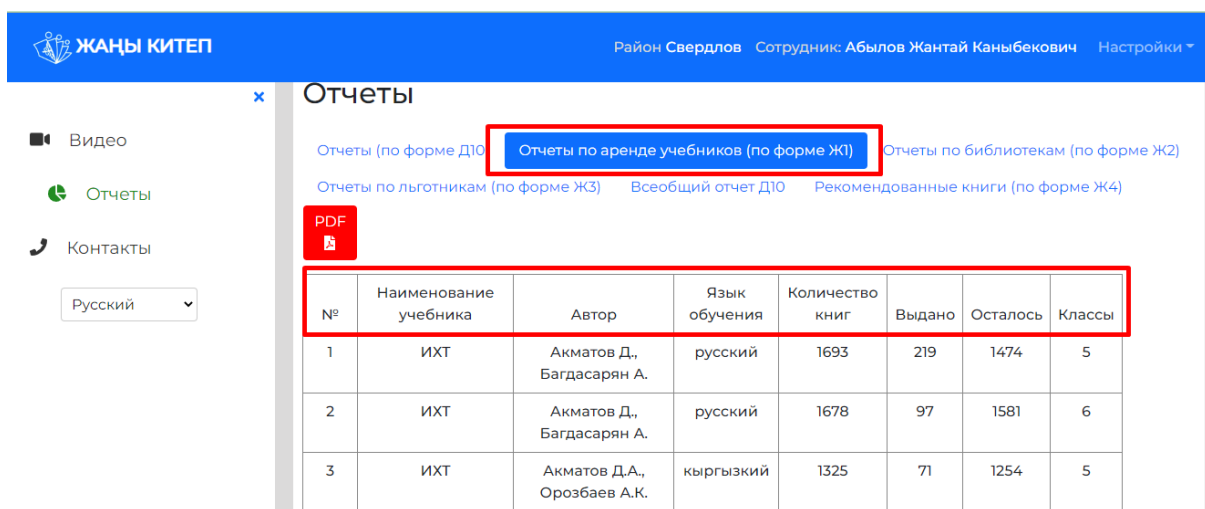 ЖАҢЫ КИТЕП
Район Свердлов Сотрудник: Абылов Жантай Каныбекович Настройки
Отчеты
Видео
Отчеты
Контакты
Русский
Отчеты (по форме Д10 Отчеты по аренде учебников (по форме Ж1) Отчеты по библиотекам (по форме Ж2)
Отчеты по льготникам (по форме Ж3) Всеобщий отчет Д10 Рекомендованные книги (по форме Ж4)
PDF
№ Наименование учебника Автор Язык обучения Количество книг Выдано Осталось Классы
1 ИХТ Акматов Д., Багдасарян А. русский 1693 219 1474 5
2 ИХТ Акматов Д., Багдасарян А. русский 1678 97 1581 6
3 ИХТ Акматов Д.А., Орозбаев А.К. кыргызкий 1325 71 1254 5